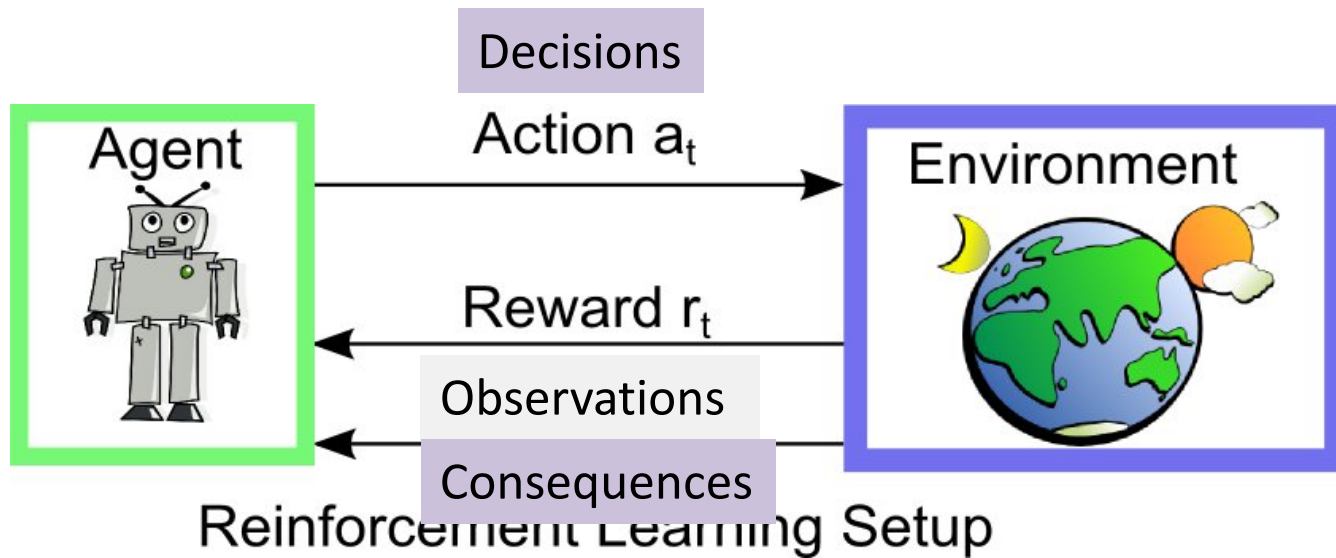 Decisions
Agent
Action aₜ
Environment
Reward rₜ
Observations
Consequences
Reinforcement Learning Setup